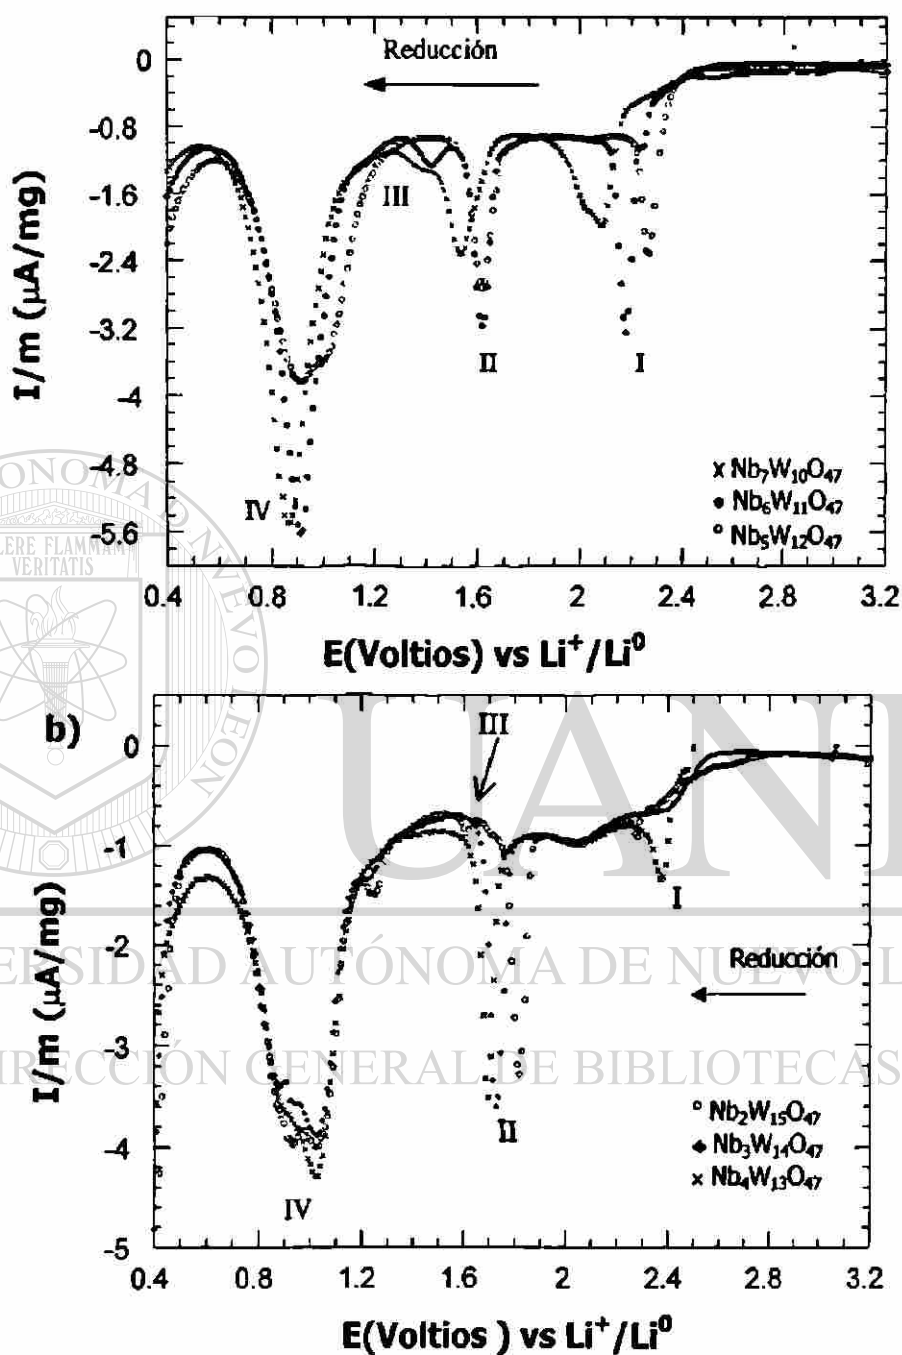 Reducción
0
-0.8
-1.6
-2.4
-3.2
-4
-4.8
-5.6
I/m (μA/mg)
III
II
I
IV
x Nb₇W₁₀O₄₇
● Nb₆W₁₁O₄₇
○ Nb₅W₁₂O₄₇
0.4 0.8 1.2 1.6 2 2.4 2.8 3.2
E(Voltios) vs Li⁺/Li⁰
b)
III
0
-1
-2
-3
-4
-5
I/m (μA/mg)
I
Reducción
II
IV
○ Nb₂W₁₅O₄₇
◆ Nb₃W₁₄O₄₇
x Nb₄W₁₃O₄₇
0.4 0.8 1.2 1.6 2 2.4 2.8 3.2
E(Voltios ) vs Li⁺/Li⁰
UANL
UNIVERSIDAD AUTÓNOMA DE NUEVO LEÓN
DIRECCIÓN GENERAL DE BIBLIOTECAS
VERITATIS